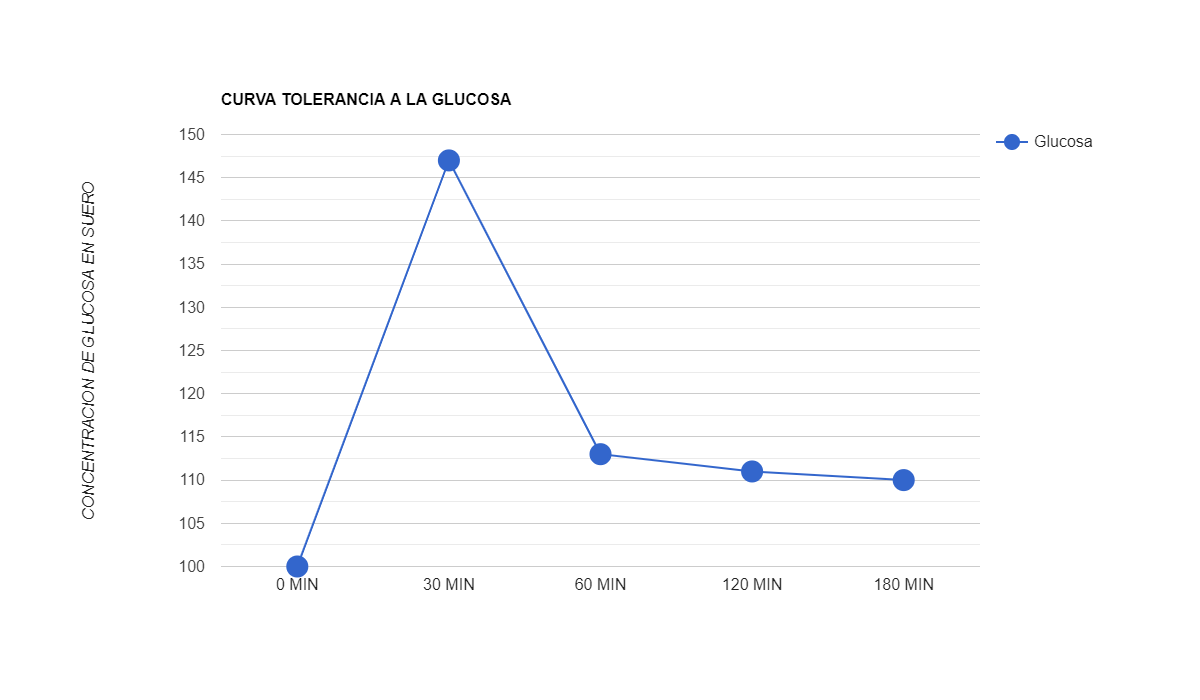 CURVA TOLERANCIA A LA GLUCOSA
Glucosa
CONCENTRACION DE GLUCOSA EN SUERO
150
145
140
135
130
125
120
115
110
105
100
0 MIN
30 MIN
60 MIN
120 MIN
180 MIN